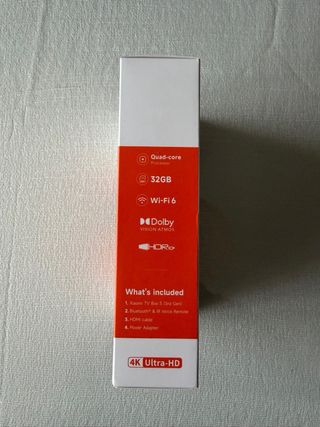 Quad-core
Processor
32GB
Wi-Fi 6
Dolby
VISION·ATMOS
HDR10+
What's included
1. Xiaomi TV Box S (3rd Gen)
2. Bluetooth® & IR Voice Remote
3. HDMI cable
4. Power Adapter
4K Ultra-HD